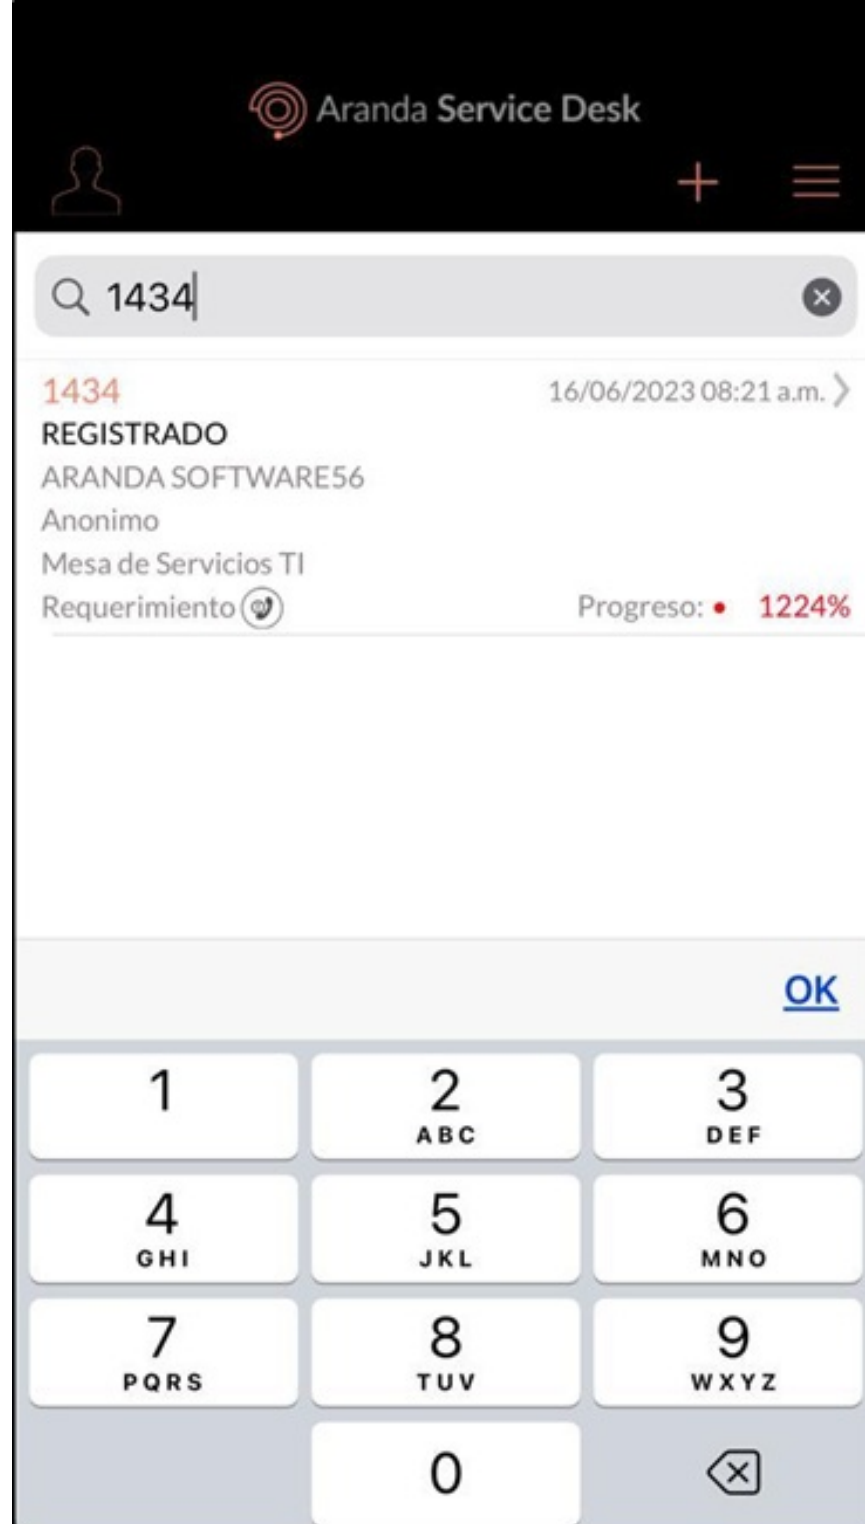 Aranda Service Desk
1434
1434 16/06/2023 08:21 a.m.
REGISTRADO
ARANDA SOFTWARE56
Anonimo
Mesa de Servicios TI
Requerimiento Progreso: • 1224%
OK
1 2 3
ABC DEF
4 5 6
GHI JKL MNO
7 8 9
PQRS TUV WXYZ
0